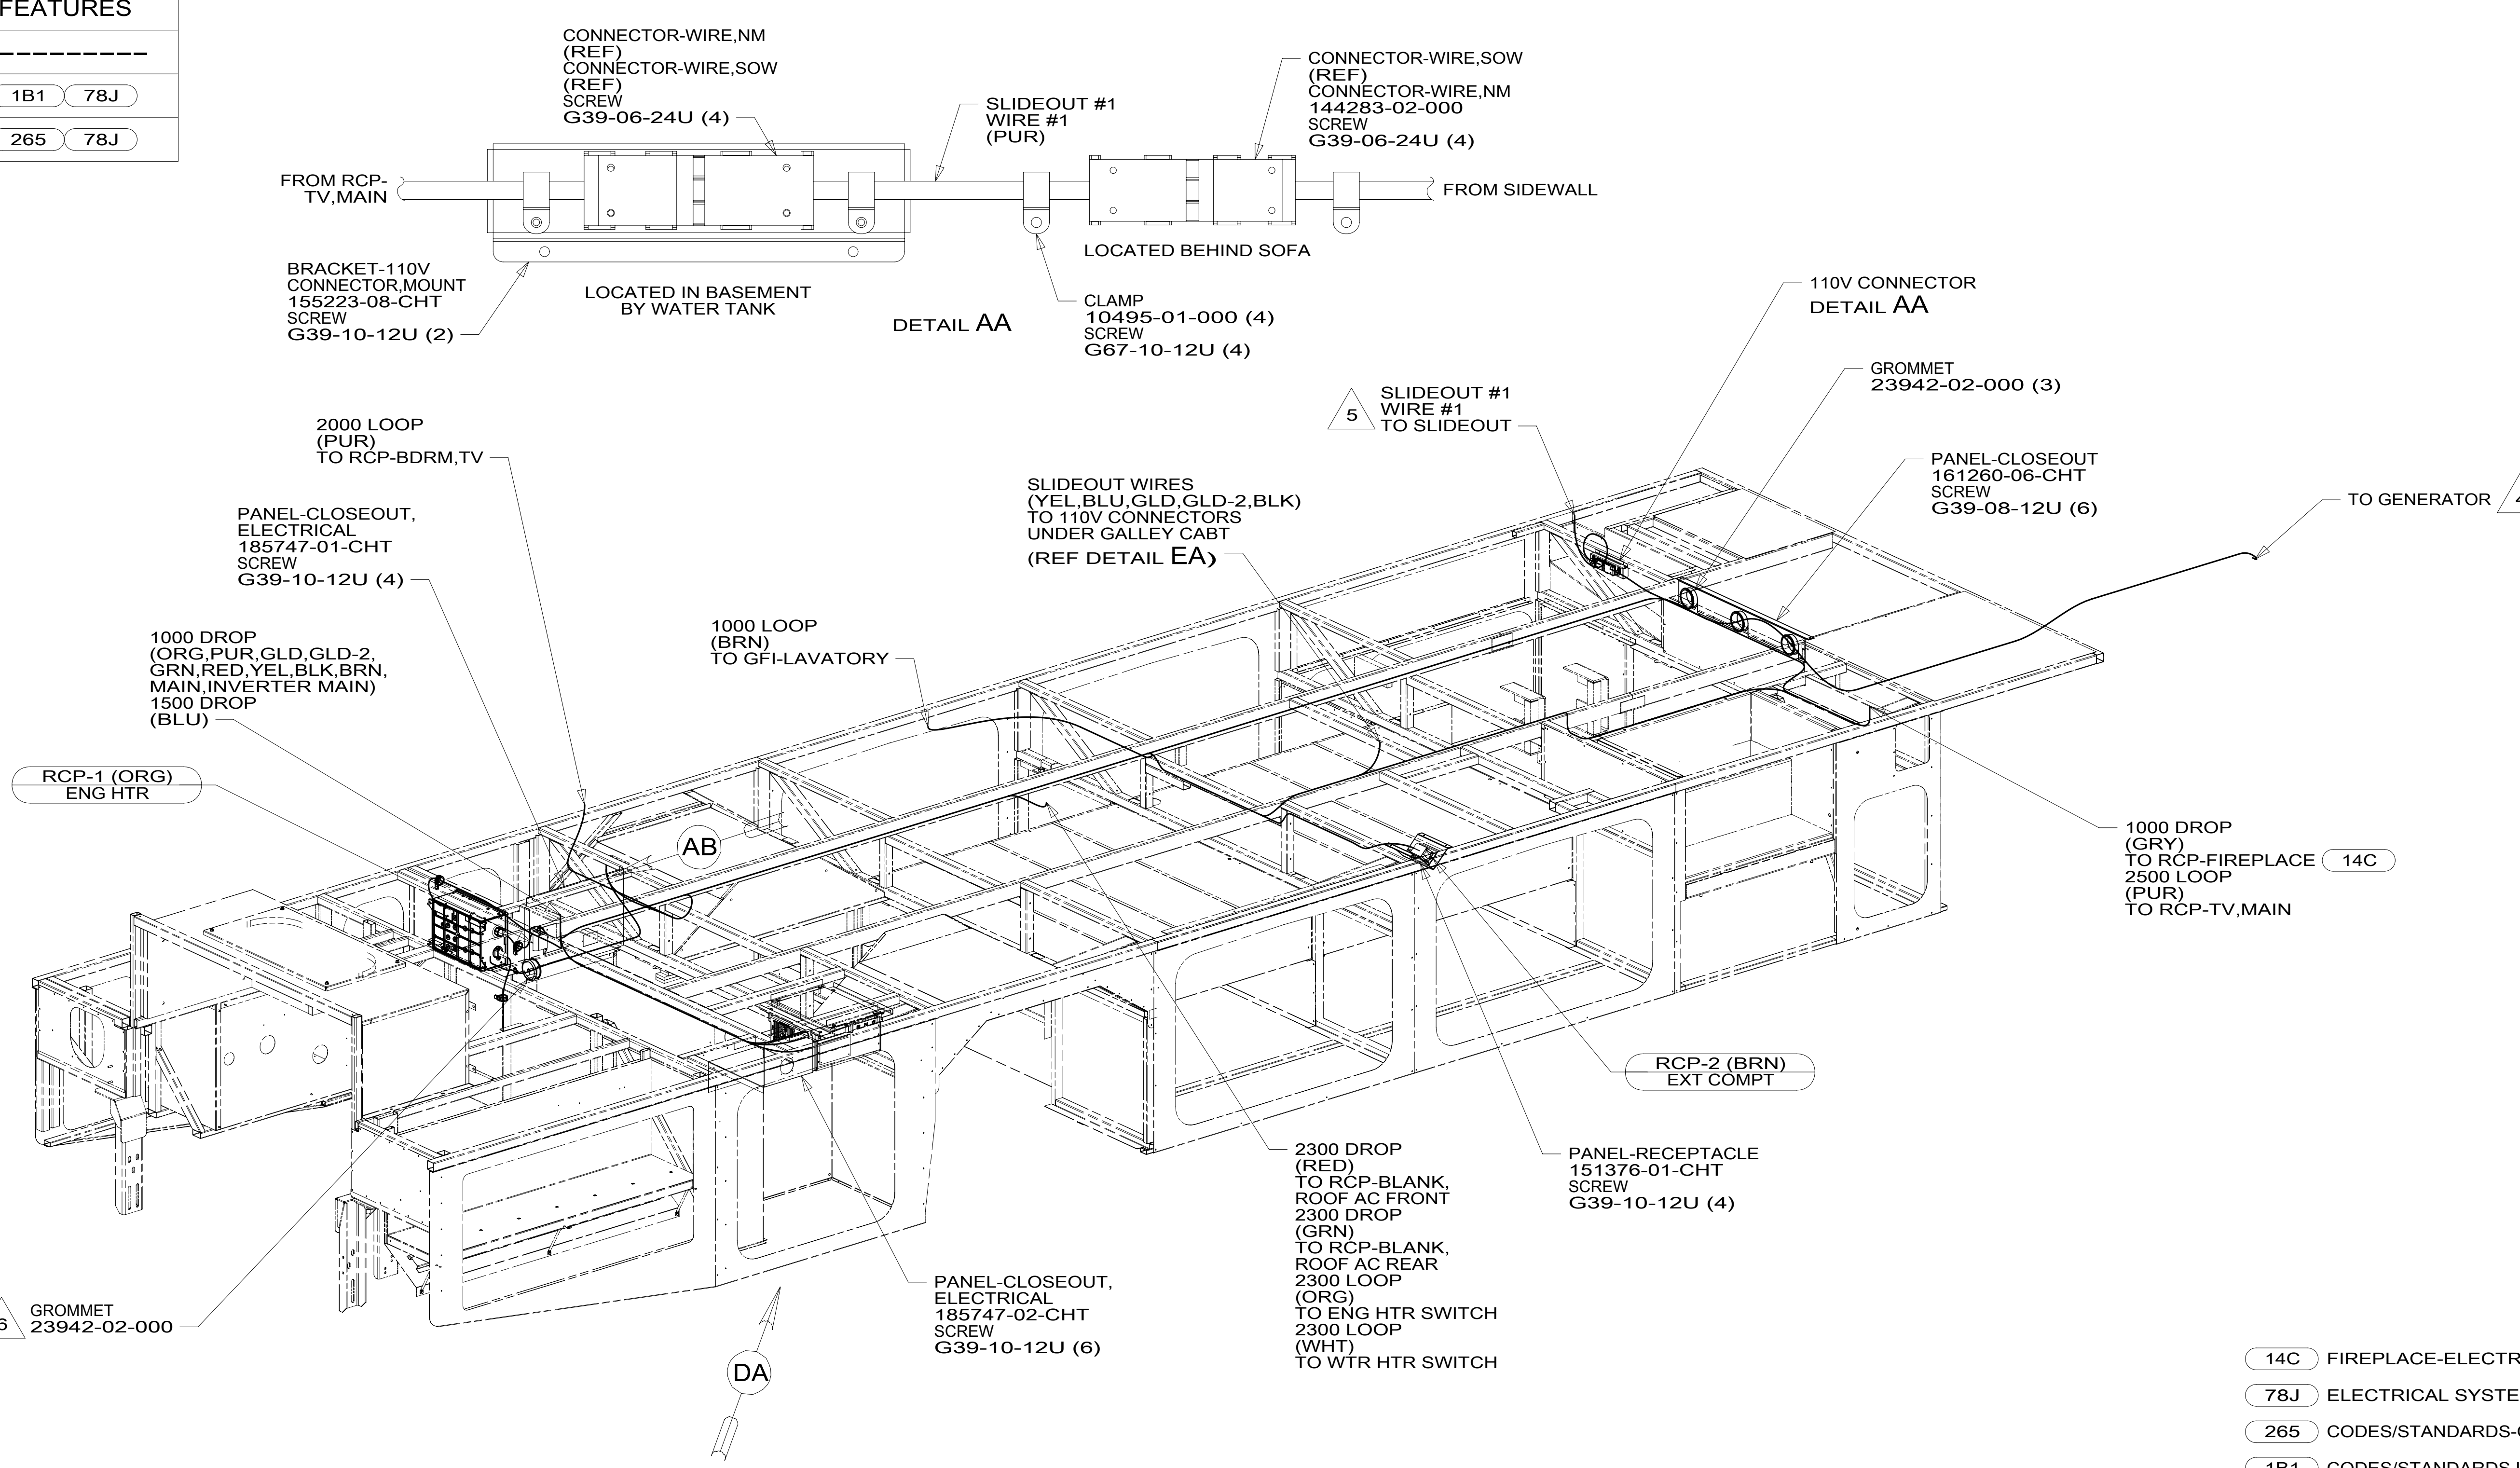 FEATURES
1B1 78J
265 78J
CONNECTOR-WIRE,NM
(REF)
CONNECTOR-WIRE,SOW
(REF)
SCREW
G39-06-24U (4)
SLIDEOUT #1
WIRE #1
(PUR)
CONNECTOR-WIRE,SOW
(REF)
CONNECTOR-WIRE,NM
144283-02-000
SCREW
G39-06-24U (4)
FROM RCP-
TV,MAIN
FROM SIDEWALL
LOCATED BEHIND SOFA
BRACKET-110V
CONNECTOR,MOUNT
155223-08-CHT
SCREW
G39-10-12U (2)
LOCATED IN BASEMENT
BY WATER TANK
DETAIL AA
CLAMP
10495-01-000 (4)
SCREW
G67-10-12U (4)
110V CONNECTOR
DETAIL AA
GROMMET
23942-02-000 (3)
5
SLIDEOUT #1
WIRE #1
TO SLIDEOUT
PANEL-CLOSEOUT
161260-06-CHT
SCREW
G39-08-12U (6)
TO GENERATOR 4
2000 LOOP
(PUR)
TO RCP-BDRM,TV
SLIDEOUT WIRES
(YEL,BLU,GLD,GLD-2,BLK)
TO 110V CONNECTORS
UNDER GALLEY CABT
(REF DETAIL EA)
PANEL-CLOSEOUT,
ELECTRICAL
185747-01-CHT
SCREW
G39-10-12U (4)
1000 LOOP
(BRN)
TO GFI-LAVATORY
1000 DROP
(ORG,PUR,GLD,GLD-2,
GRN,RED,YEL,BLK,BRN,
MAIN,INVERTER MAIN)
1500 DROP
(BLU)
RCP-1 (ORG)
ENG HTR
AB
1000 DROP
(GRY)
TO RCP-FIREPLACE 14C
2500 LOOP
(PUR)
TO RCP-TV,MAIN
RCP-2 (BRN)
EXT COMPT
2300 DROP
(RED)
TO RCP-BLANK,
ROOF AC FRONT
2300 DROP
(GRN)
TO RCP-BLANK,
ROOF AC REAR
2300 LOOP
(ORG)
TO ENG HTR SWITCH
2300 LOOP
(WHT)
TO WTR HTR SWITCH
PANEL-RECEPTACLE
151376-01-CHT
SCREW
G39-10-12U (4)
PANEL-CLOSEOUT,
ELECTRICAL
185747-02-CHT
SCREW
G39-10-12U (6)
6
GROMMET
23942-02-000
DA
14C FIREPLACE-ELECTR
78J ELECTRICAL SYSTE
265 CODES/STANDARDS-
1B1 CODES/STANDARDS